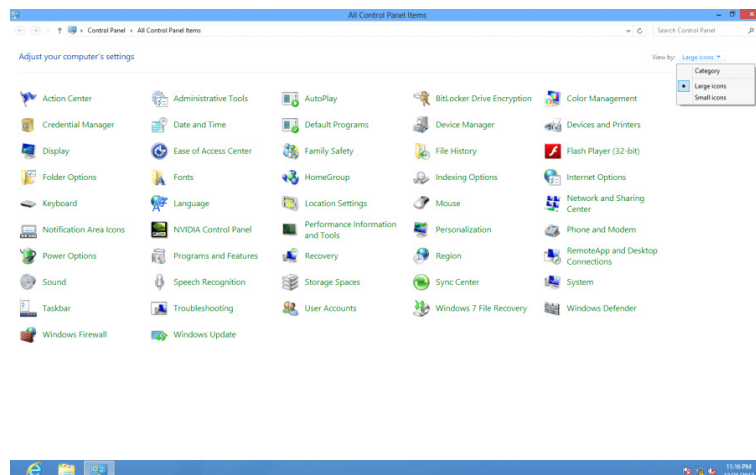 All Control Panel Items
Control Panel All Control Panel Items Search Control Panel
Adjust your computer's settings View by: Large icons
Category
Large icons
Small icons
Action Center Administrative Tools AutoPlay BitLocker Drive Encryption Color Management
Credential Manager Date and Time Default Programs Device Manager Devices and Printers
Display Ease of Access Center Family Safety File History Flash Player (32-bit)
Folder Options Fonts HomeGroup Indexing Options Internet Options
Keyboard Language Location Settings Mouse Network and Sharing
Center
Notification Area Icons NVIDIA Control Panel Performance Information Personalization Phone and Modem
and Tools
Power Options Programs and Features Recovery Region RemoteApp and Desktop
Connections
Sound Speech Recognition Storage Spaces Sync Center System
Taskbar Troubleshooting User Accounts Windows 7 File Recovery Windows Defender
Windows Firewall Windows Update
11:16 PM